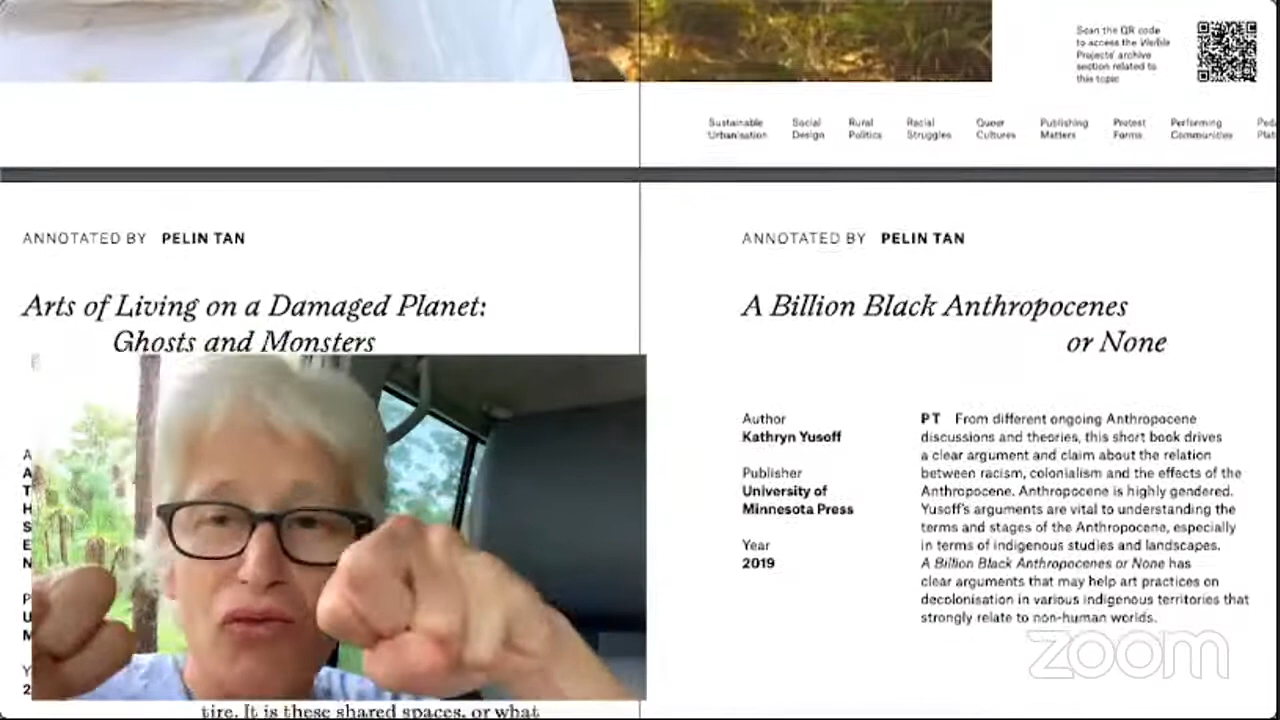 Scan the QR code
to access the Visible
Projects' archive
section related to
this topic
Sustainable Urbanisation
Social Design
Rural Politics
Racial Struggles
Queer Cultures
Publishing Matters
Protest Forms
Performing Communities
ANNOTATED BY PELIN TAN
Arts of Living on a Damaged Planet:
Ghosts and Monsters
A
A
T
H
S
E
N
P
U
M
Y
2
tire. It is these shared spaces, or what
ANNOTATED BY PELIN TAN
A Billion Black Anthropocenes
or None
Author
Kathryn Yusoff
Publisher
University of
Minnesota Press
Year
2019
PT From different ongoing Anthropocene
discussions and theories, this short book drives
a clear argument and claim about the relation
between racism, colonialism and the effects of the
Anthropocene. Anthropocene is highly gendered.
Yusoff's arguments are vital to understanding the
terms and stages of the Anthropocene, especially
in terms of indigenous studies and landscapes.
A Billion Black Anthropocenes or None has
clear arguments that may help art practices on
decolonisation in various indigenous territories that
strongly relate to non-human worlds.
zoom